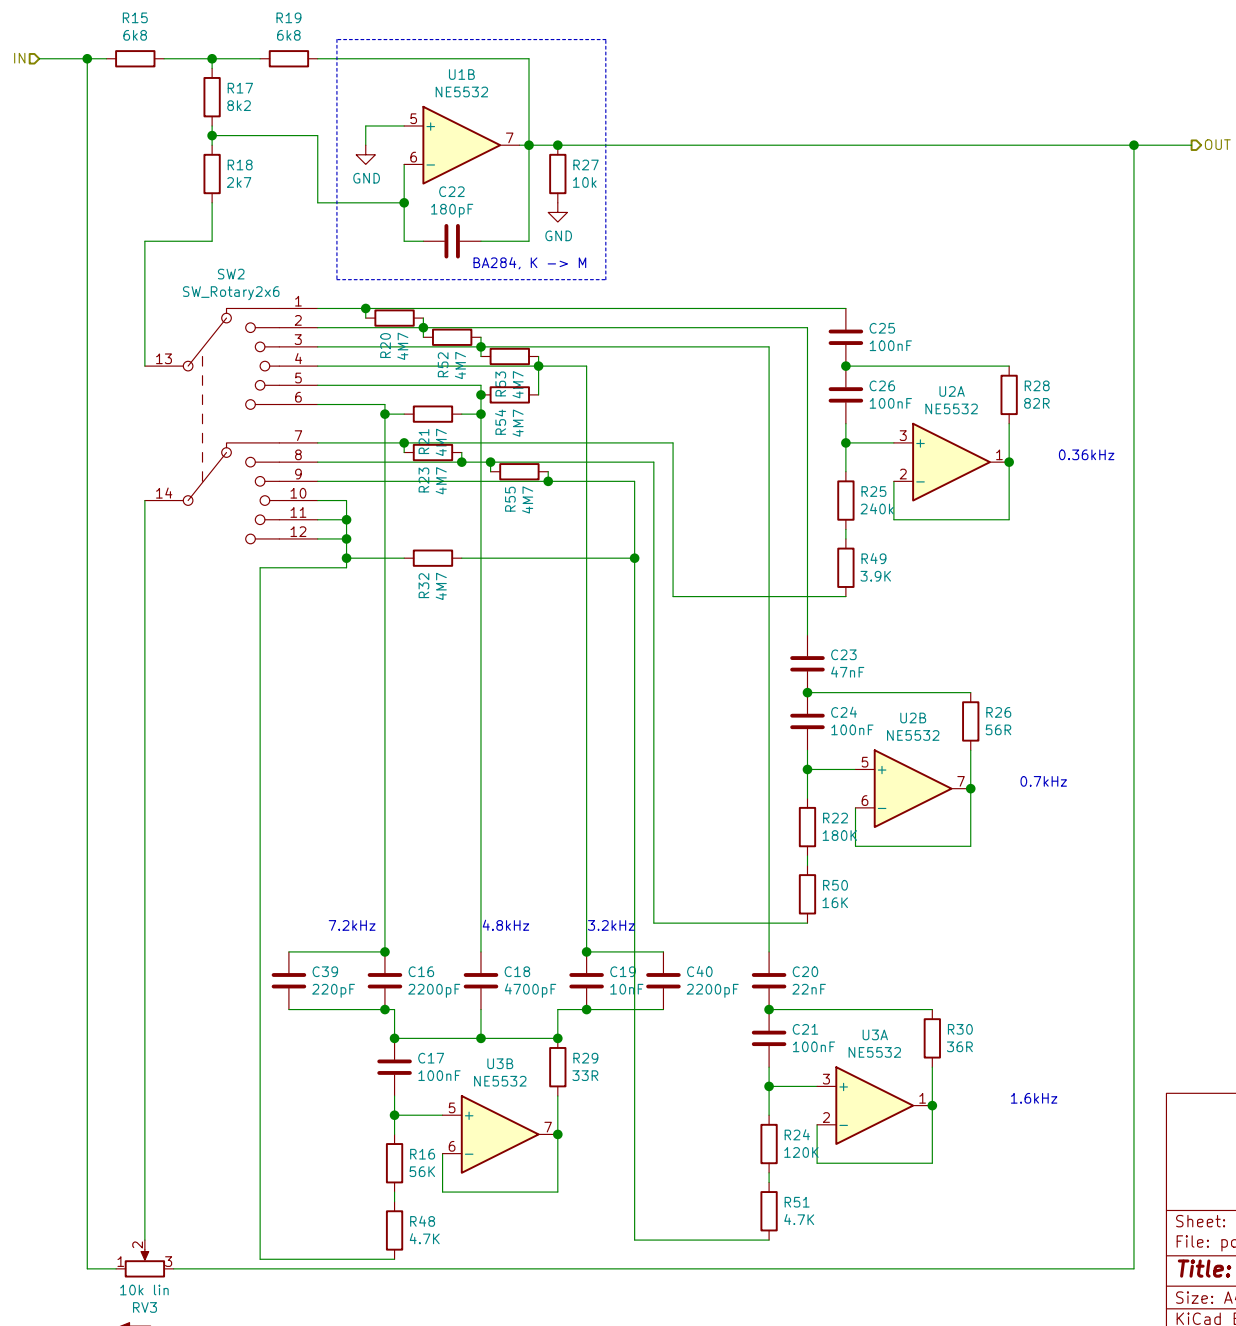 R15
6k8
R19
6k8
IN
R17
8k2
U1B
NE5532
5
+
7
6
−
GND
C22
180pF
R27
10k
GND
BA284, K -> M
OUT
R18
2k7
SW2
SW_Rotary2x6
1
2
3
4
5
6
7
8
9
10
11
12
13
14
R20
4M7
R52
4M7
R53
4M7
R54
4M7
R21
4M7
R23
4M7
R55
4M7
R32
4M7
C25
100nF
C26
100nF
U2A
NE5532
R28
82R
3
+
1
2
−
0.36kHz
R25
240k
R49
3.9K
C23
47nF
C24
100nF
U2B
NE5532
R26
56R
5
+
7
6
−
0.7kHz
R22
180K
R50
16K
7.2kHz
4.8kHz
3.2kHz
C39
220pF
C16
2200pF
C18
4700pF
C19
10nF
C40
2200pF
C20
22nF
C21
100nF
U3A
NE5532
R30
36R
3
+
1
2
−
1.6kHz
R24
120K
R51
4.7K
C17
100nF
U3B
NE5532
R29
33R
5
+
7
6
−
R16
56K
R48
4.7K
2
1
3
10k lin
RV3
Sheet:
File:
Title:
Size:
KiCad